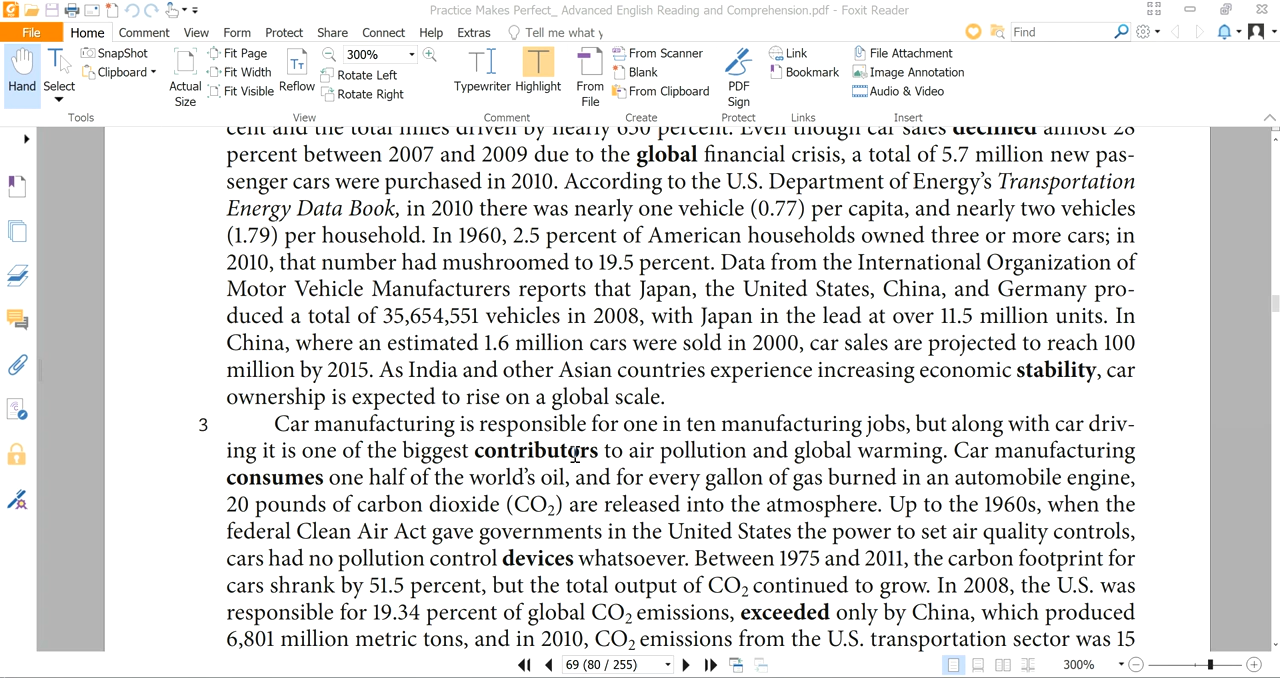 Practice Makes Perfect_ Advanced English Reading and Comprehension.pdf - Foxit Reader
File Home Comment View Form Protect Share Connect Help Extras Tell me what y Find
Hand
Select
SnapShot
Clipboard
Actual
Size
Fit Page
Fit Width
Fit Visible
Reflow
300%
Rotate Left
Rotate Right
Typewriter
Highlight
From
File
From Scanner
Blank
From Clipboard
PDF
Sign
Link
Bookmark
File Attachment
Image Annotation
Audio & Video
Tools View Comment Create Protect Links Insert
cent and the total miles driven by nearly 650 percent. Even though car sales declined almost 28
percent between 2007 and 2009 due to the global financial crisis, a total of 5.7 million new pas-
senger cars were purchased in 2010. According to the U.S. Department of Energy's Transportation
Energy Data Book, in 2010 there was nearly one vehicle (0.77) per capita, and nearly two vehicles
(1.79) per household. In 1960, 2.5 percent of American households owned three or more cars; in
2010, that number had mushroomed to 19.5 percent. Data from the International Organization of
Motor Vehicle Manufacturers reports that Japan, the United States, China, and Germany pro-
duced a total of 35,654,551 vehicles in 2008, with Japan in the lead at over 11.5 million units. In
China, where an estimated 1.6 million cars were sold in 2000, car sales are projected to reach 100
million by 2015. As India and other Asian countries experience increasing economic stability, car
ownership is expected to rise on a global scale.
3 Car manufacturing is responsible for one in ten manufacturing jobs, but along with car driv-
ing it is one of the biggest contributors to air pollution and global warming. Car manufacturing
consumes one half of the world's oil, and for every gallon of gas burned in an automobile engine,
20 pounds of carbon dioxide (CO₂) are released into the atmosphere. Up to the 1960s, when the
federal Clean Air Act gave governments in the United States the power to set air quality controls,
cars had no pollution control devices whatsoever. Between 1975 and 2011, the carbon footprint for
cars shrank by 51.5 percent, but the total output of CO₂ continued to grow. In 2008, the U.S. was
responsible for 19.34 percent of global CO₂ emissions, exceeded only by China, which produced
6,801 million metric tons, and in 2010, CO₂ emissions from the U.S. transportation sector was 15
69 (80 / 255) 300%